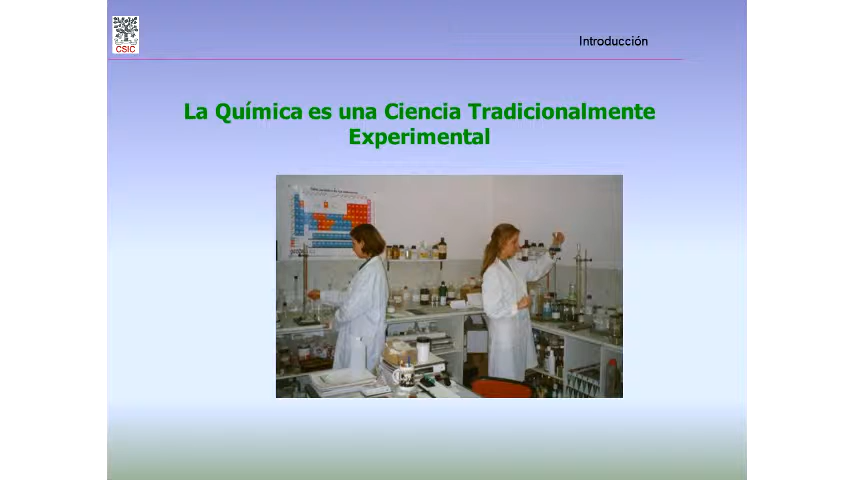 CSIC
Introducción
La Química es una Ciencia Tradicionalmente
Experimental